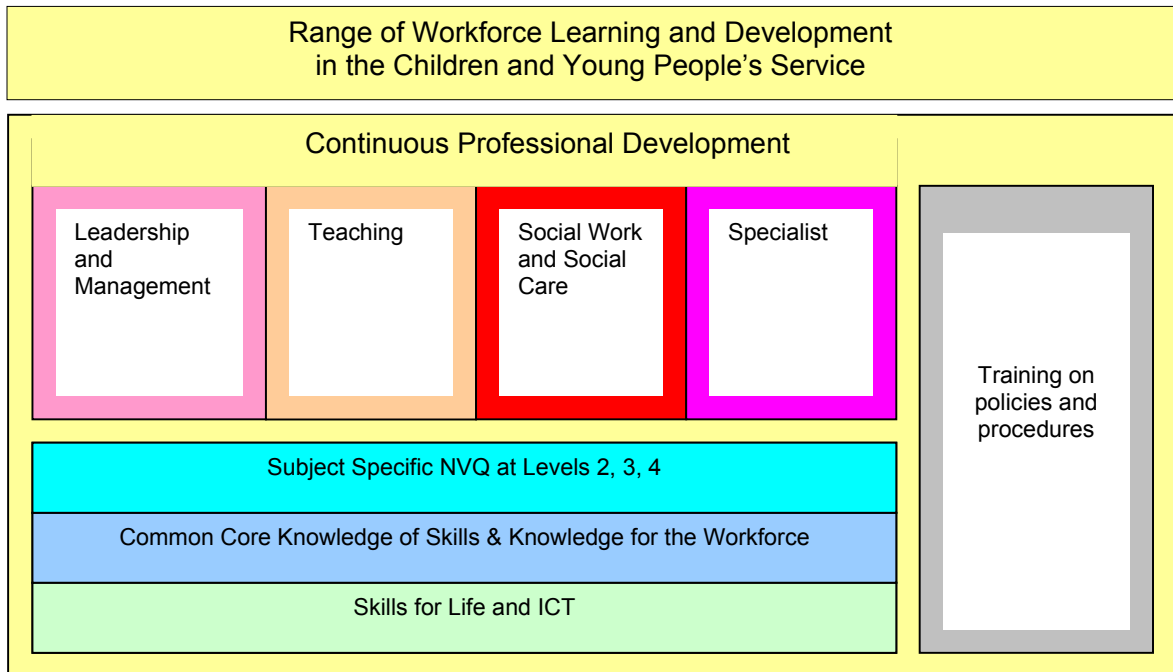 Range of Workforce Learning and Development
in the Children and Young People's Service
Continuous Professional Development
Leadership
and
Management
Teaching
Social Work
and Social
Care
Specialist
Training on
policies and
procedures
Subject Specific NVQ at Levels 2, 3, 4
Common Core Knowledge of Skills & Knowledge for the Workforce
Skills for Life and ICT